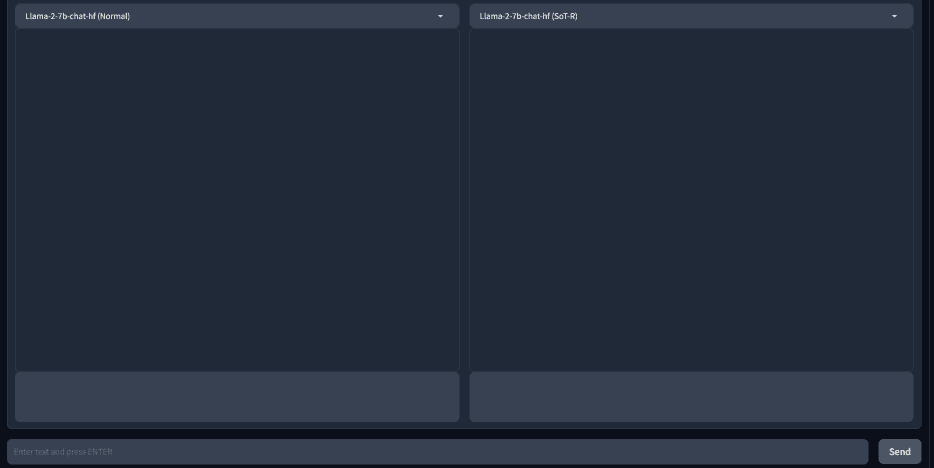 Llama-2-7b-chat-hf (Normal)
Llama-2-7b-chat-hf (SoT-R)
Enter text and press ENTER
Send